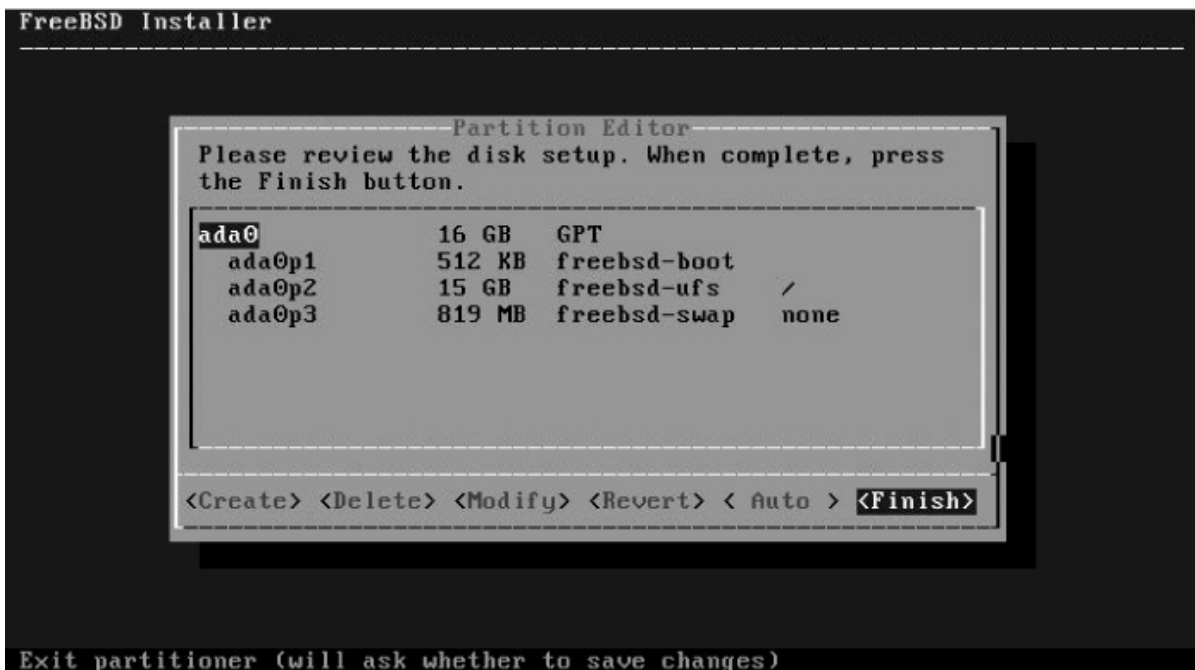 FreeBSD Installer
Partition Editor
Please review the disk setup. When complete, press
the Finish button.
ada0 16 GB GPT
ada0p1 512 KB freebsd-boot
ada0p2 15 GB freebsd-ufs /
ada0p3 819 MB freebsd-swap none
<Create> <Delete> <Modify> <Revert> < Auto > <Finish>
Exit partitioner (will ask whether to save changes)